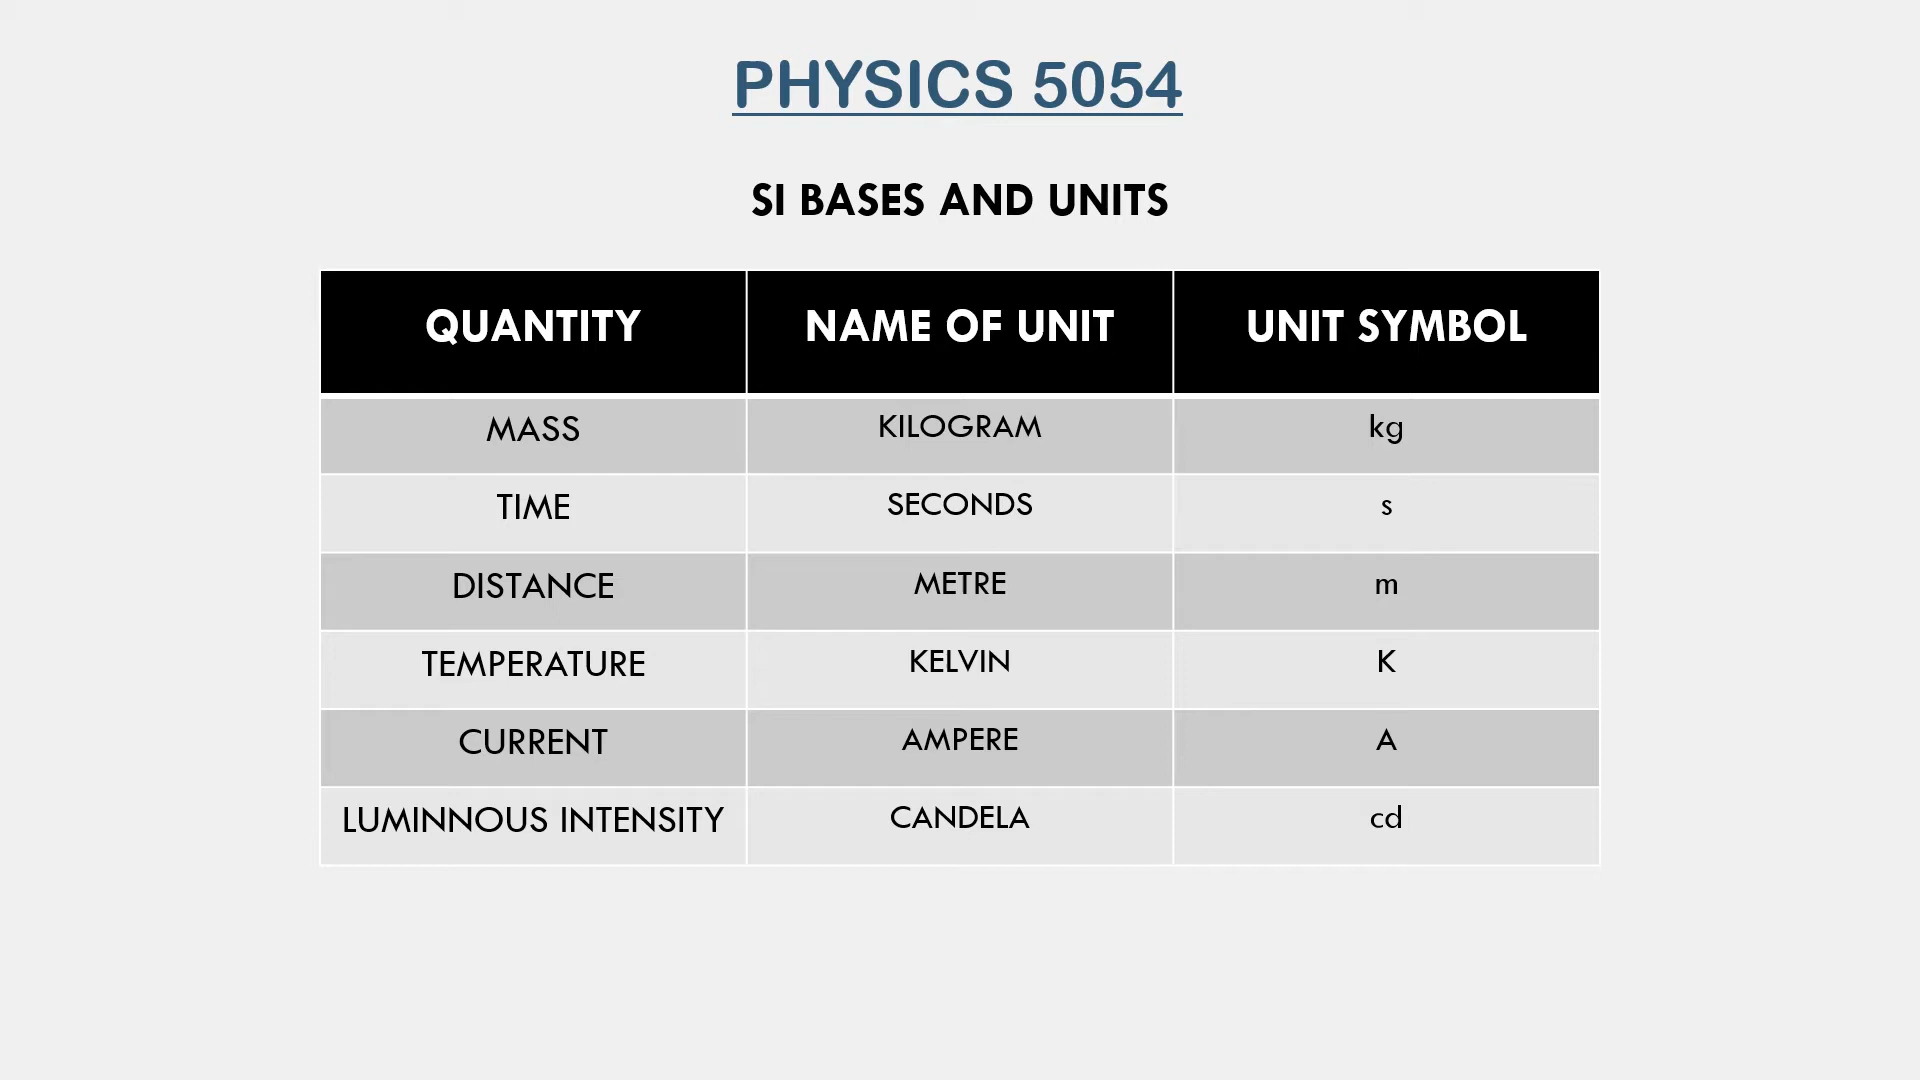 PHYSICS 5054
SI BASES AND UNITS
QUANTITY NAME OF UNIT UNIT SYMBOL
MASS KILOGRAM kg
TIME SECONDS s
DISTANCE METRE m
TEMPERATURE KELVIN K
CURRENT AMPERE A
LUMINNOUS INTENSITY CANDELA cd